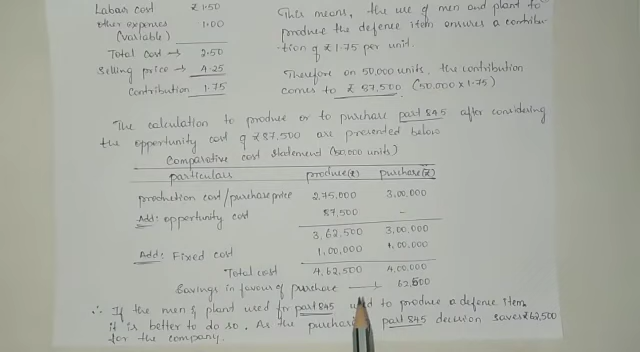 Labour cost ₹1.50
other expenses 1.00
(variable)
Total cost → 2.50
Selling price → 4.25
Contribution 1.75
This means, the use of men and plant to
produce the defence item ensures a contribu-
tion of ₹1.75 per unit.
Therefore on 50,000 units, the contribution
comes to ₹ 87,500 (50,000 x 1.75)
The calculation to produce or to purchase part 845 after considering
the opportunity cost of ₹87,500 are presented below
Comparative cost statement (50,000 units)
particulars produce(₹) purchase(₹)
production cost/purchase price 2,75,000 3,00,000
Add: opportunity cost 87,500 -
3,62,500 3,00,000
Add: Fixed cost 1,00,000 1,00,000
Total cost 4,62,500 4,00,000
Savings in favour of purchase → 62,500
∴ If the men & plant used for part 845 used to produce a defence item,
it is better to do so. As the purchase part 845 decision saves ₹62,500
for the company.